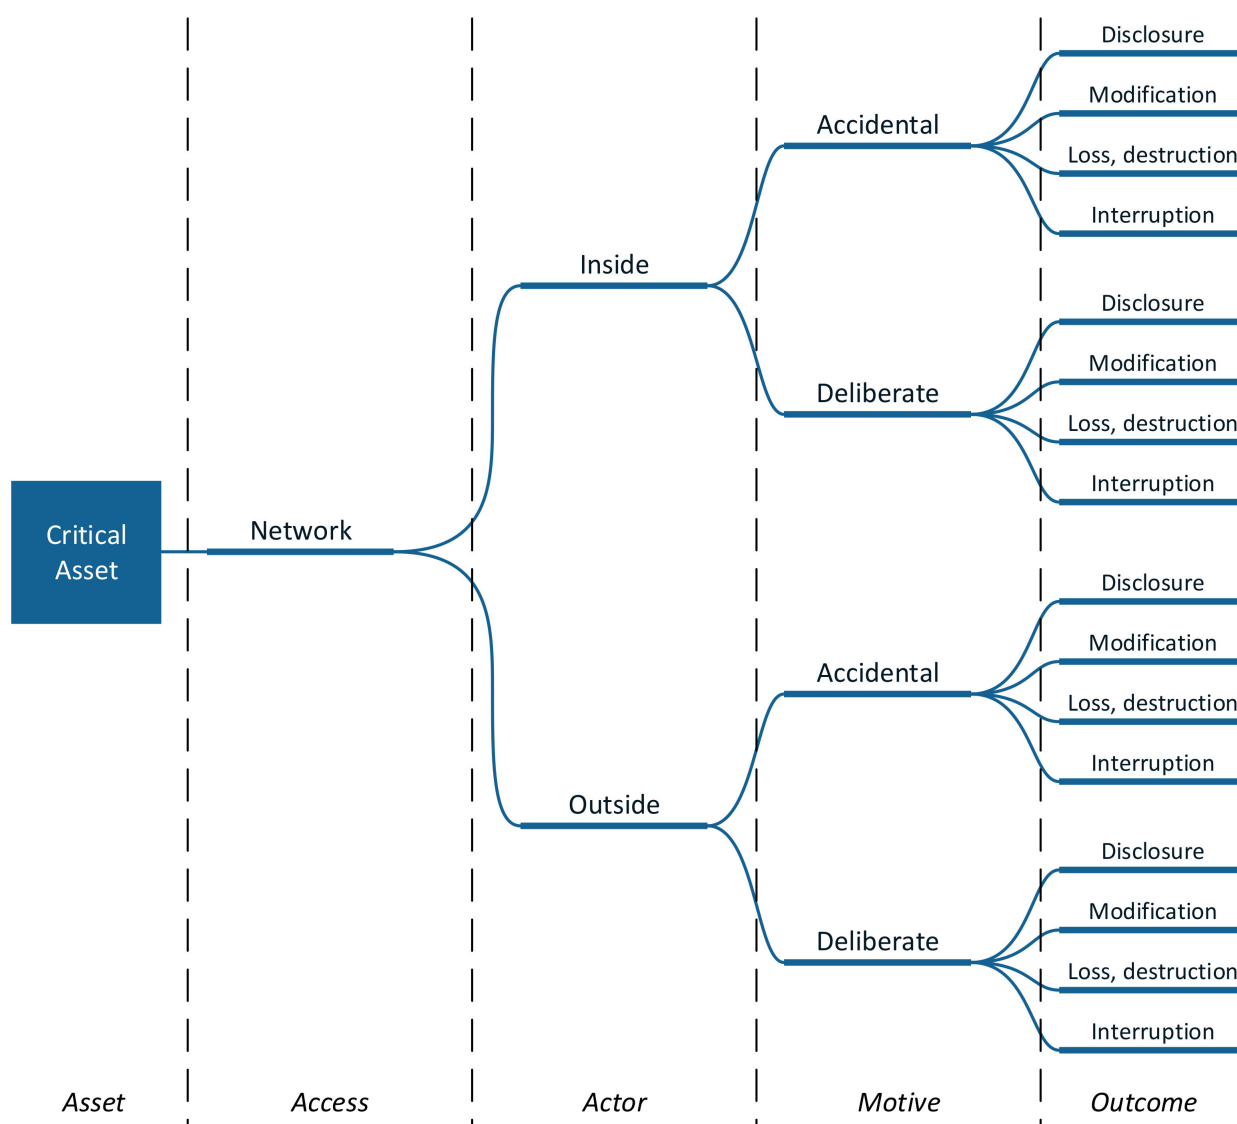 Disclosure
Modification
Accidental
Loss, destruction
Interruption
Inside
Disclosure
Modification
Deliberate
Loss, destruction
Interruption
Critical
Asset
Network
Disclosure
Modification
Accidental
Loss, destruction
Interruption
Outside
Disclosure
Modification
Deliberate
Loss, destruction
Interruption
Asset
Access
Actor
Motive
Outcome